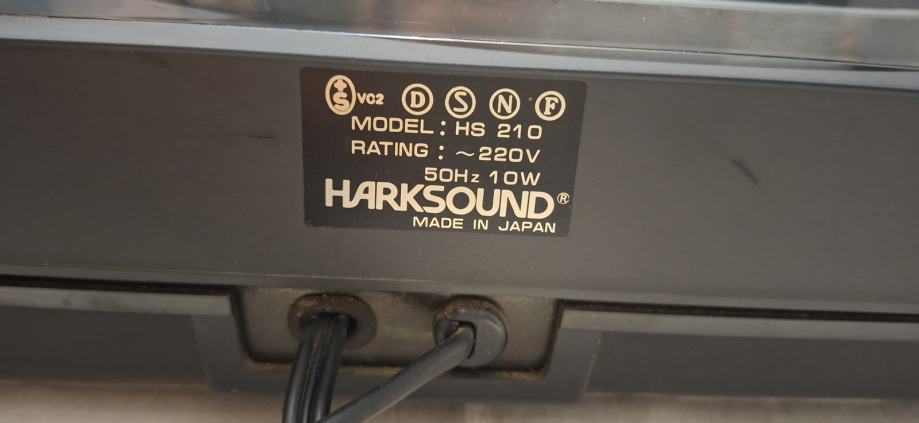 +S VC2 D S N F
MODEL: HS 210
RATING: ~220V
50Hz 10W
HARKSOUND®
MADE IN JAPAN